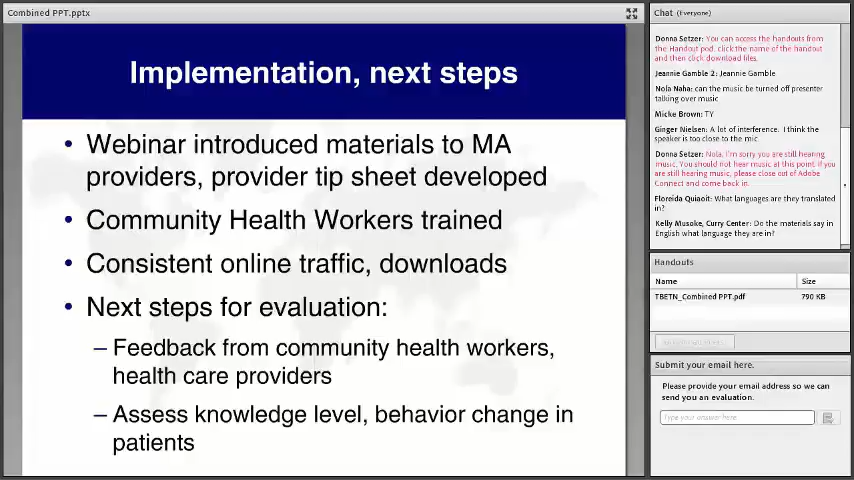 Combined PPT.pptx
Implementation, next steps
• Webinar introduced materials to MA
providers, provider tip sheet developed
• Community Health Workers trained
• Consistent online traffic, downloads
• Next steps for evaluation:
– Feedback from community health workers,
health care providers
– Assess knowledge level, behavior change in
patients
Chat (Everyone)
Donna Setzer: You can access the handouts from
the Handout pod. click the name of the handout
and then click download files.
Jeannie Gamble 2: Jeannie Gamble
Nola Naha: can the music be turned off presenter
talking over music
Micke Brown: TY
Ginger Nielsen: A lot of interference. I think the
speaker is too close to the mic
Donna Setzer: Nola, I'm sorry you are still hearing
music. You should not hear music at this point. If you
are still hearing music, please close out of Adobe
Connect and come back in.
Floreida Quiaoit: What languages are they translated
in?
Kelly Musoke, Curry Center: Do the materials say in
English what language they are in?
Handouts
Name Size
TBETN_Combined PPT.pdf 790 KB
Submit your email here.
Please provide your email address so we can
send you an evaluation.
Type your answer here